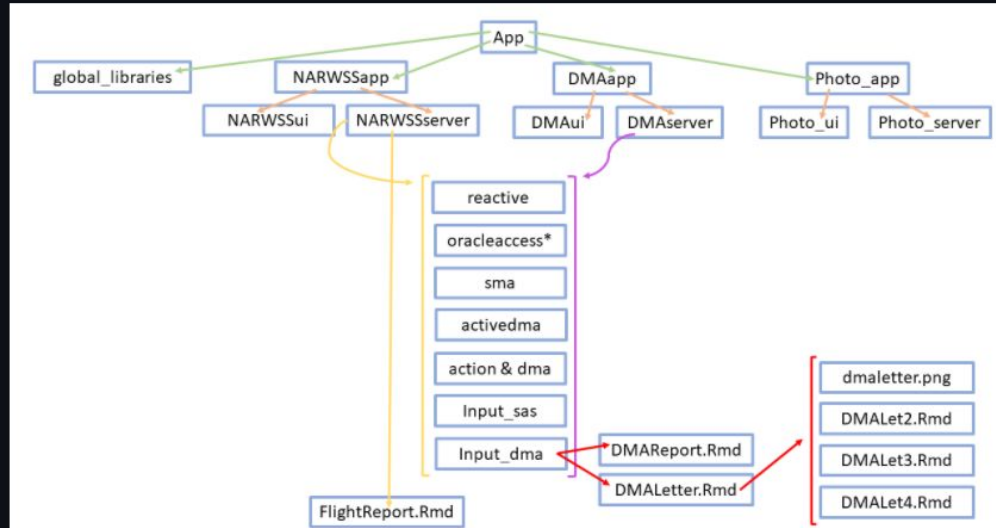 App
global_libraries
NARWSSapp
DMAapp
Photo_app
NARWSSui
NARWSSserver
DMAui
DMAserver
Photo_ui
Photo_server
reactive
oracleaccess*
sma
activedma
action & dma
Input_sas
Input_dma
DMAReport.Rmd
DMALetter.Rmd
dmaletter.png
DMALet2.Rmd
DMALet3.Rmd
DMALet4.Rmd
FlightReport.Rmd